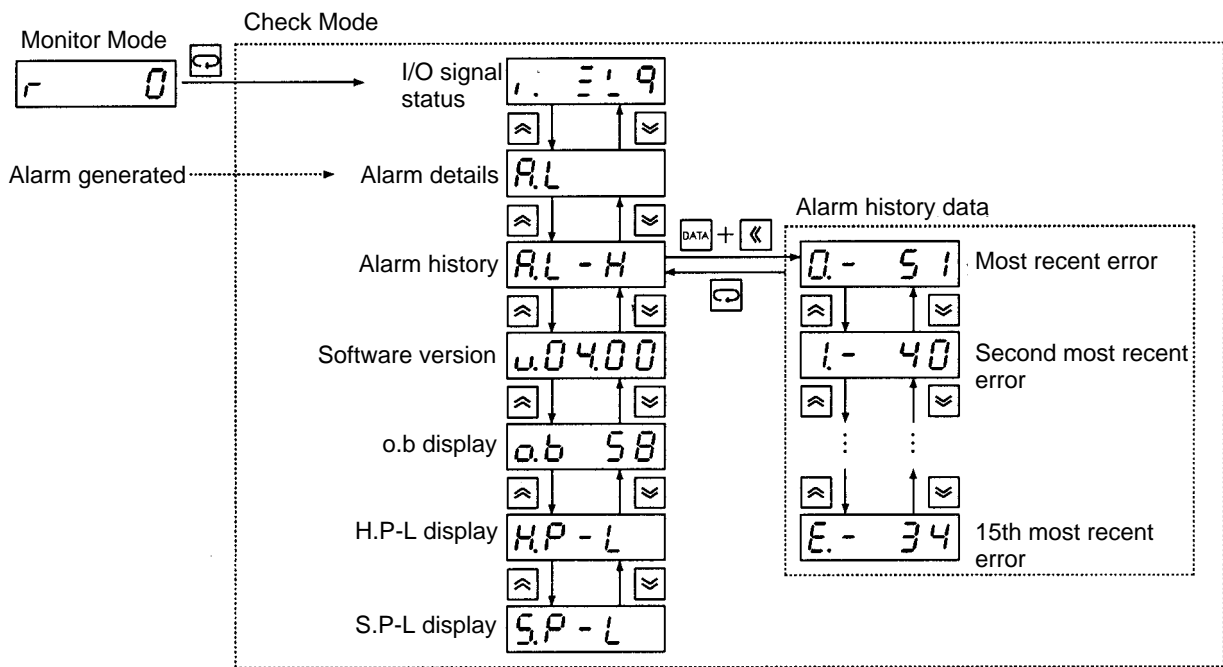 Check Mode
Monitor Mode
r 0
I/O signal
status
Alarm generated
Alarm details
A.L
Alarm history
A.L - H
DATA +
Alarm history data
0.- 51
Most recent error
1.- 40
Second most recent
error
E.- 34
15th most recent
error
Software version
u.04.00
o.b display
o.b 58
H.P-L display
H.P - L
S.P-L display
S.P - L